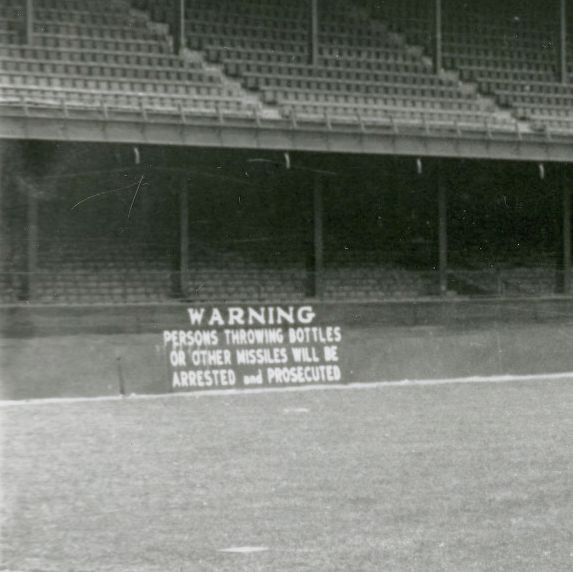 WARNING
PERSONS THROWING BOTTLES
OR OTHER MISSILES WILL BE
ARRESTED and PROSECUTED